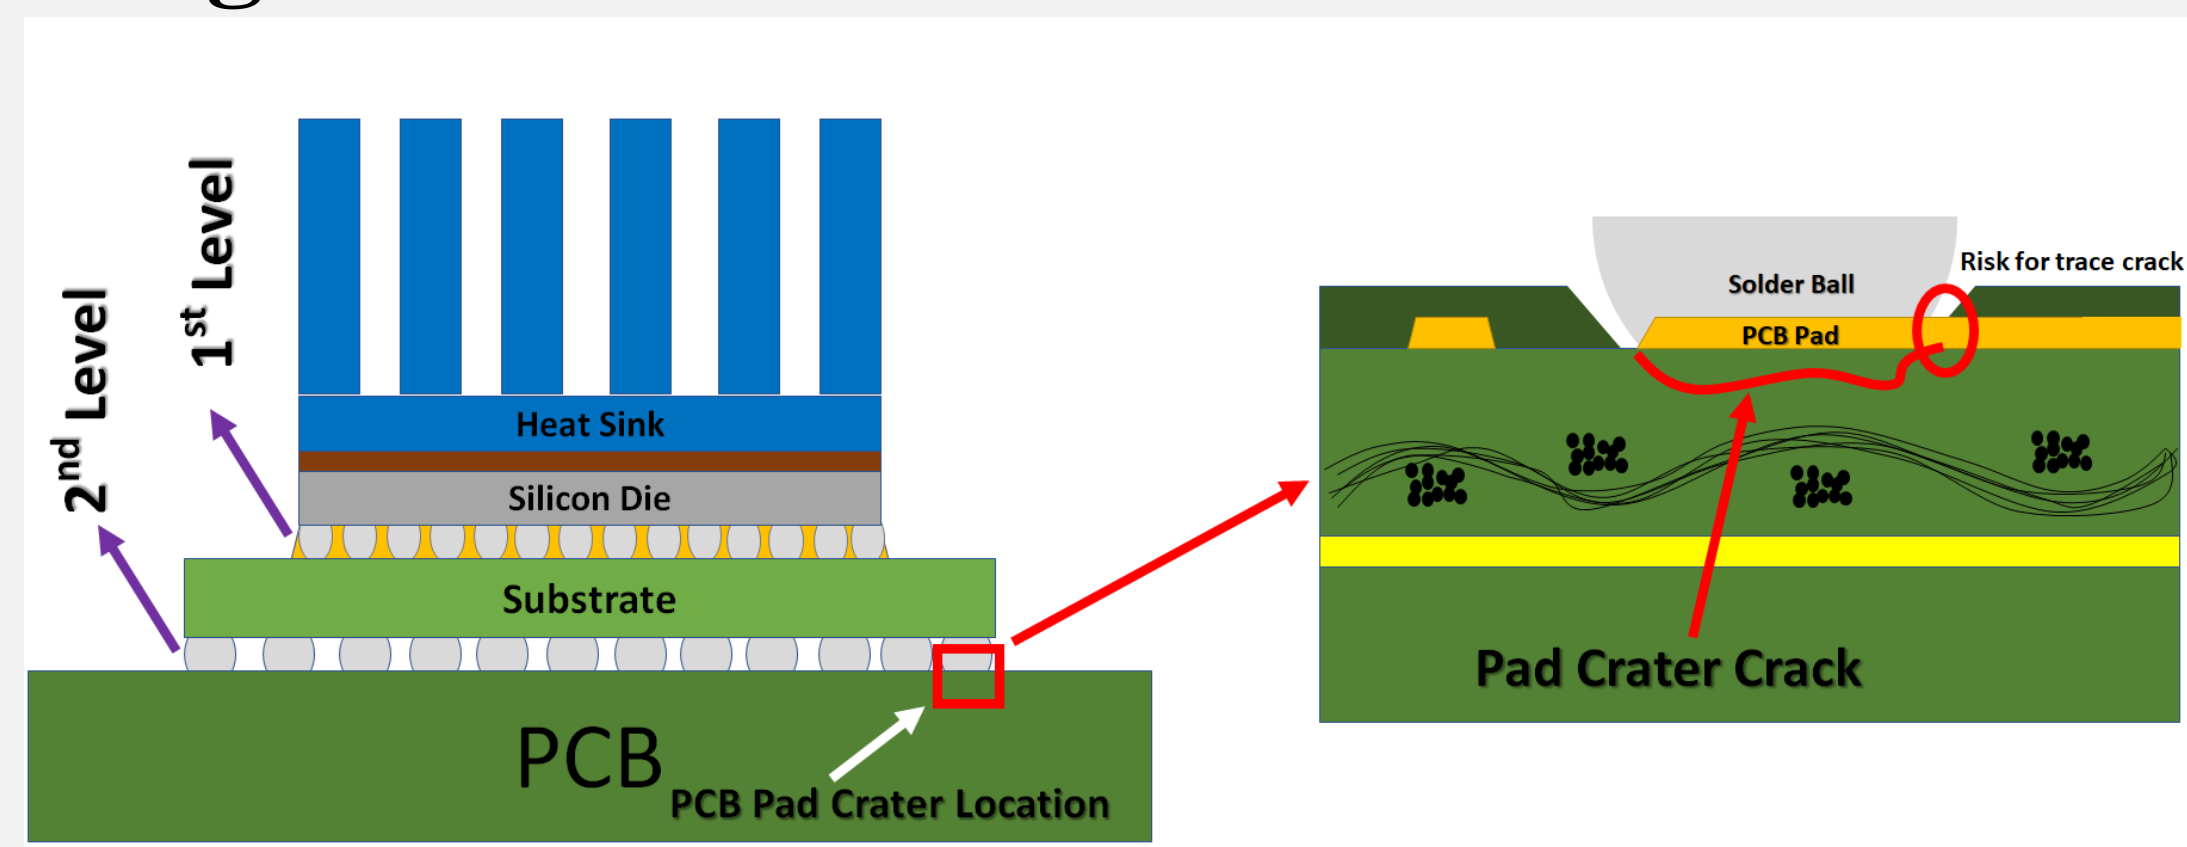 1st Level
2nd Level
Heat Sink
Silicon Die
Substrate
PCB
PCB Pad Crater Location
Solder Ball
Risk for trace crack
PCB Pad
Pad Crater Crack